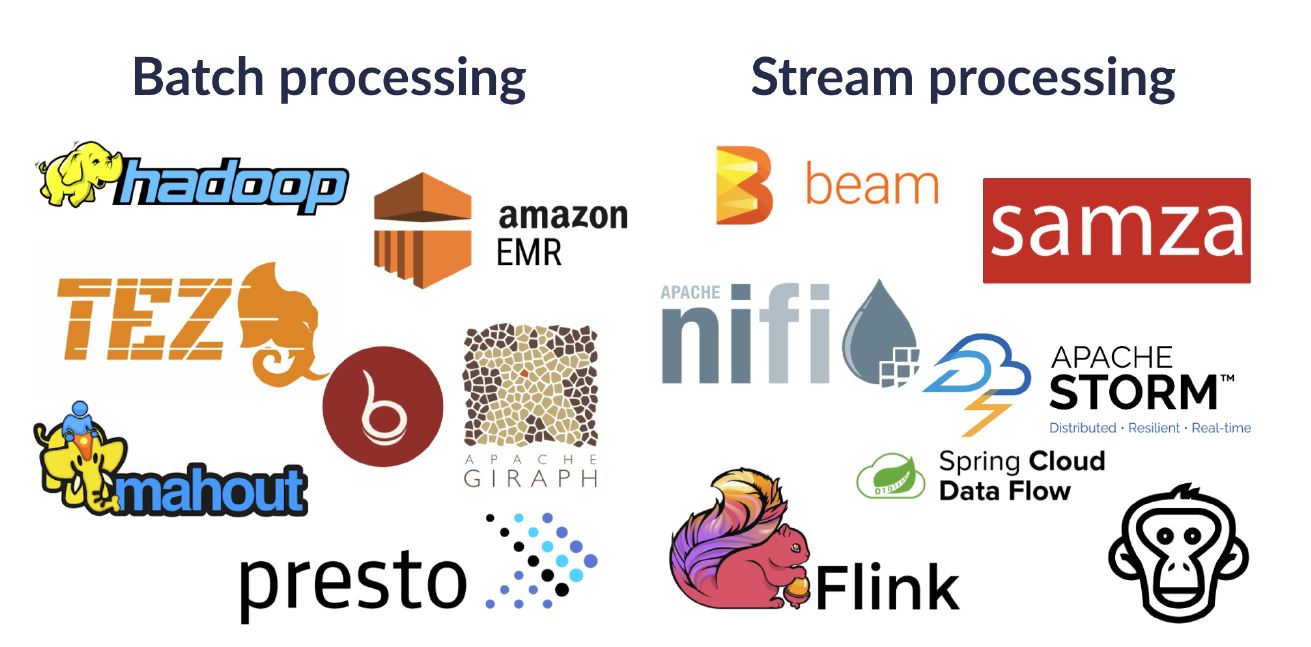 Batch processing
hadoop
amazon
EMR
TEZ
b
APACHE
GIRAPH
mahout
presto
Stream processing
beam
samza
APACHE
nifi
APACHE
STORM™
Distributed · Resilient · Real-time
Spring Cloud
Data Flow
Flink